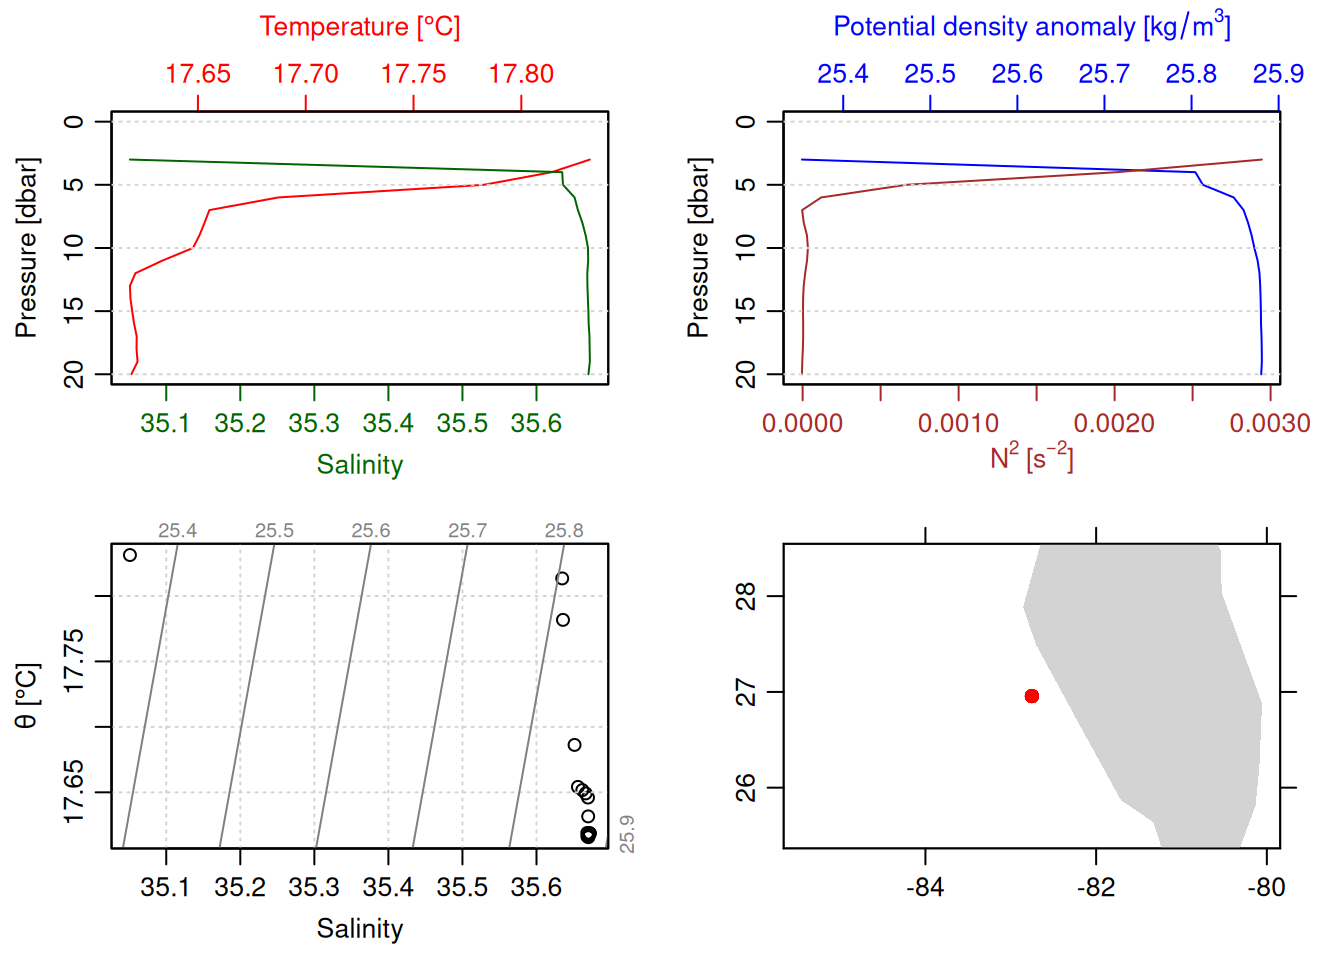 Temperature [°C]
17.65 17.70 17.75 17.80
Pressure [dbar]
0
5
10
15
20
35.1 35.2 35.3 35.4 35.5 35.6
Salinity
Potential density anomaly [kg/m³]
25.4 25.5 25.6 25.7 25.8 25.9
Pressure [dbar]
0
5
10
15
20
0.0000 0.0010 0.0020 0.0030
N² [s⁻²]
25.4 25.5 25.6 25.7 25.8
θ [°C]
17.75
17.65
25.9
35.1 35.2 35.3 35.4 35.5 35.6
Salinity
28
27
26
-84 -82 -80